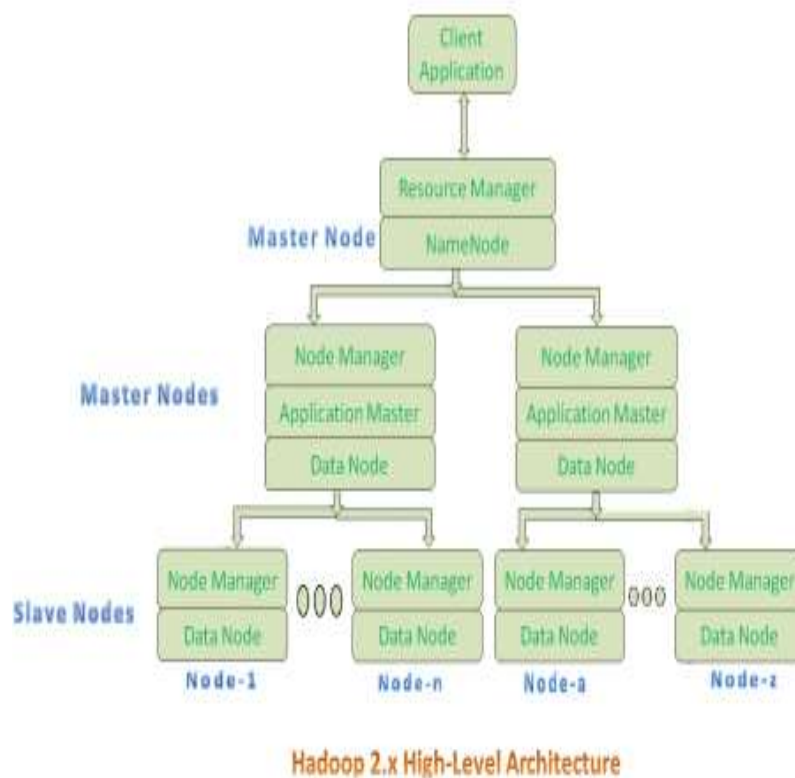 Client
Application
Resource Manager
Master Node
NameNode
Node Manager
Node Manager
Master Nodes
Application Master
Application Master
Data Node
Data Node
Node Manager
Node Manager
Node Manager
Node Manager
Slave Nodes
Data Node
Data Node
Data Node
Data Node
Node-1
Node-n
Node-a
Node-z
Hadoop 2.x High-Level Architecture